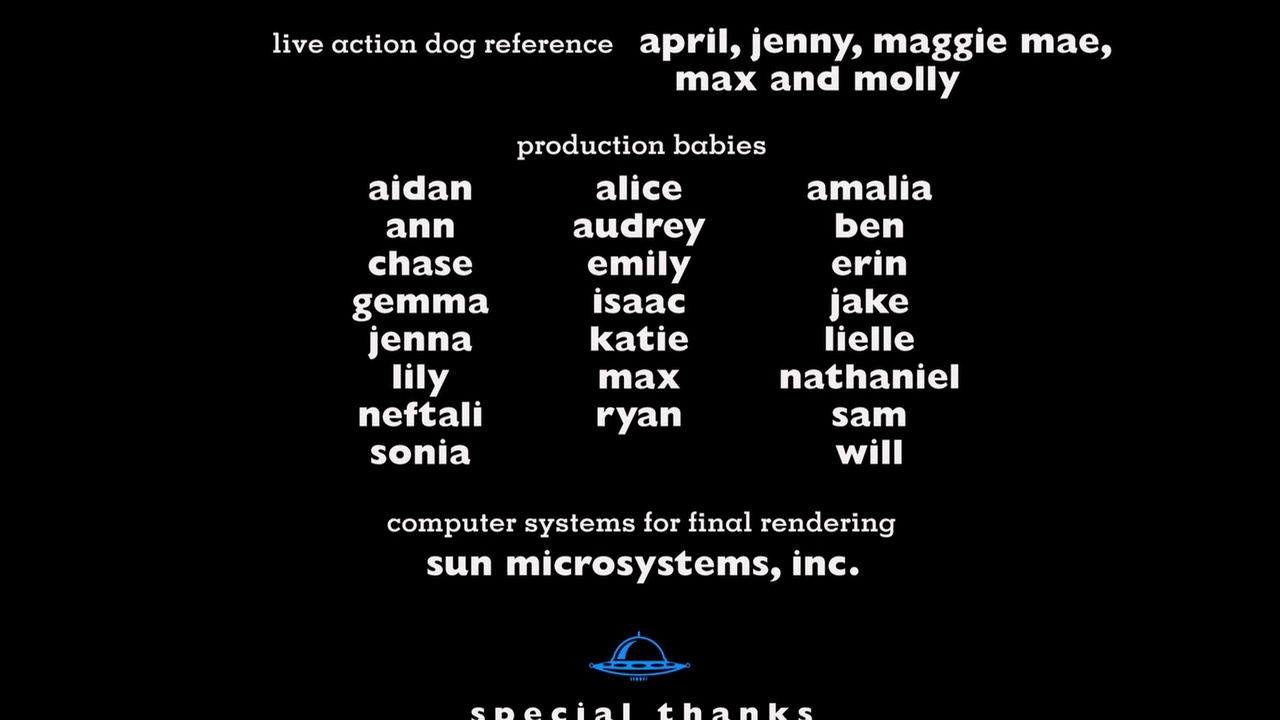 live action dog reference april, jenny, maggie mae,
max and molly
production babies
aidan alice amalia
ann audrey ben
chase emily erin
gemma isaac jake
jenna katie lielle
lily max nathaniel
neftali ryan sam
sonia will
computer systems for final rendering
sun microsystems, inc.
special thanks